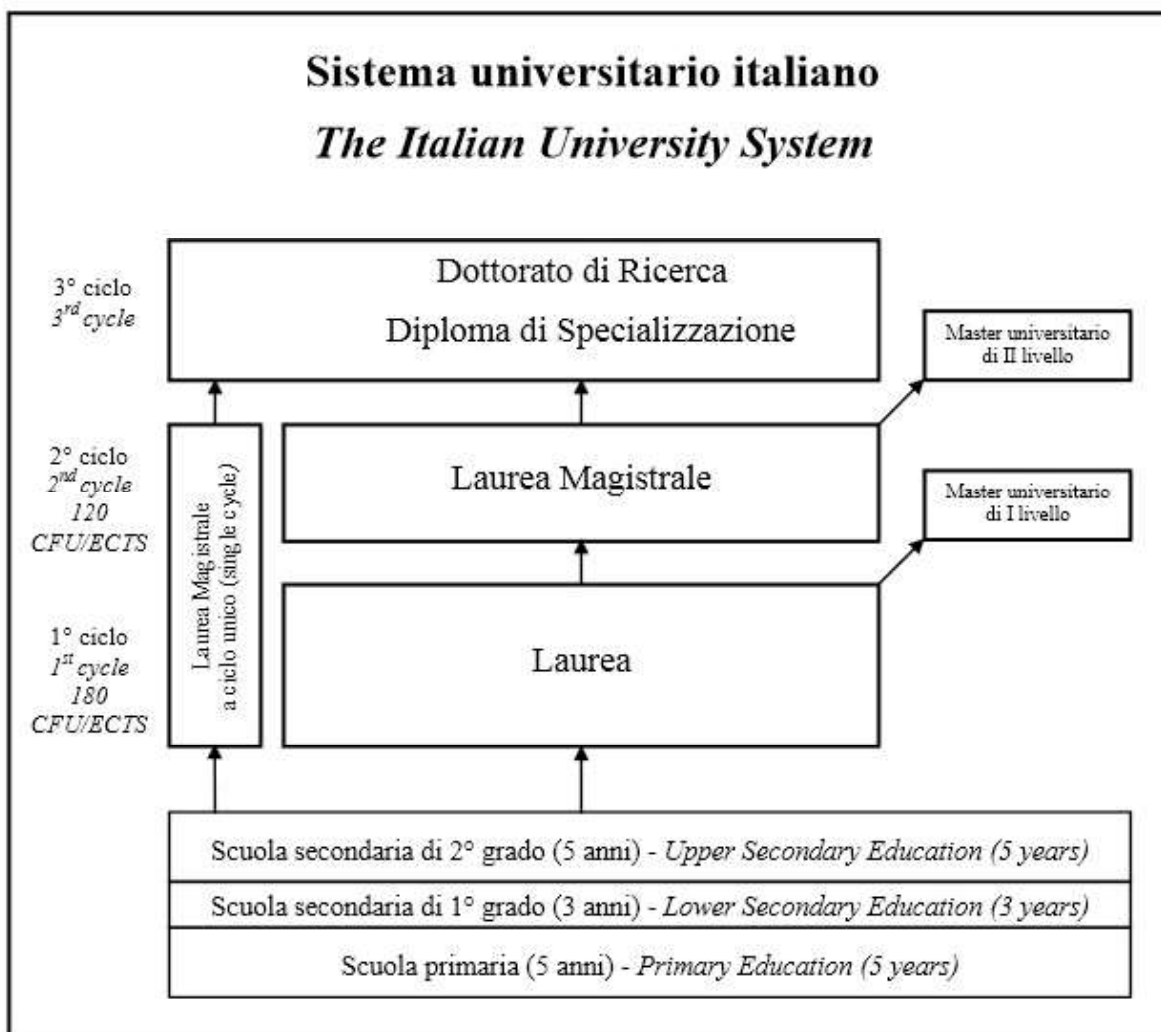 Sistema universitario italiano
The Italian University System
3° ciclo
3rd cycle
Dottorato di Ricerca
Diploma di Specializzazione
Master universitario
di II livello
2° ciclo
2nd cycle
120
CFU/ECTS
Laurea Magistrale
a ciclo unico (single cycle)
Laurea Magistrale
Master universitario
di I livello
1° ciclo
1st cycle
180
CFU/ECTS
Laurea
Scuola secondaria di 2° grado (5 anni) - Upper Secondary Education (5 years)
Scuola secondaria di 1° grado (3 anni) - Lower Secondary Education (3 years)
Scuola primaria (5 anni) - Primary Education (5 years)